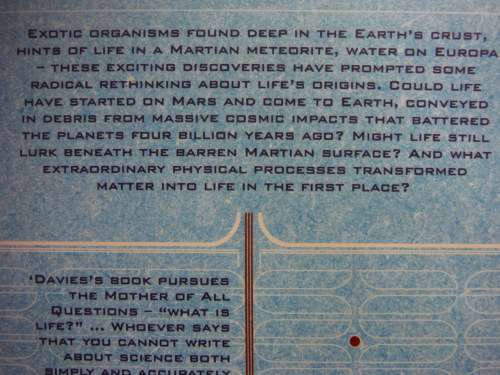 Exotic organisms found deep in the Earth's crust,
hints of life in a Martian meteorite, water on Europa
– these exciting discoveries have prompted some
radical rethinking about life's origins. Could life
have started on Mars and come to Earth, conveyed
in debris from massive cosmic impacts that battered
the planets four billion years ago? Might life still
lurk beneath the barren Martian surface? And what
extraordinary physical processes transformed
matter into life in the first place?
'Davies's book pursues
the Mother of All
Questions – "what is
life?" ... Whoever says
that you cannot write
about science both
simply and accurately